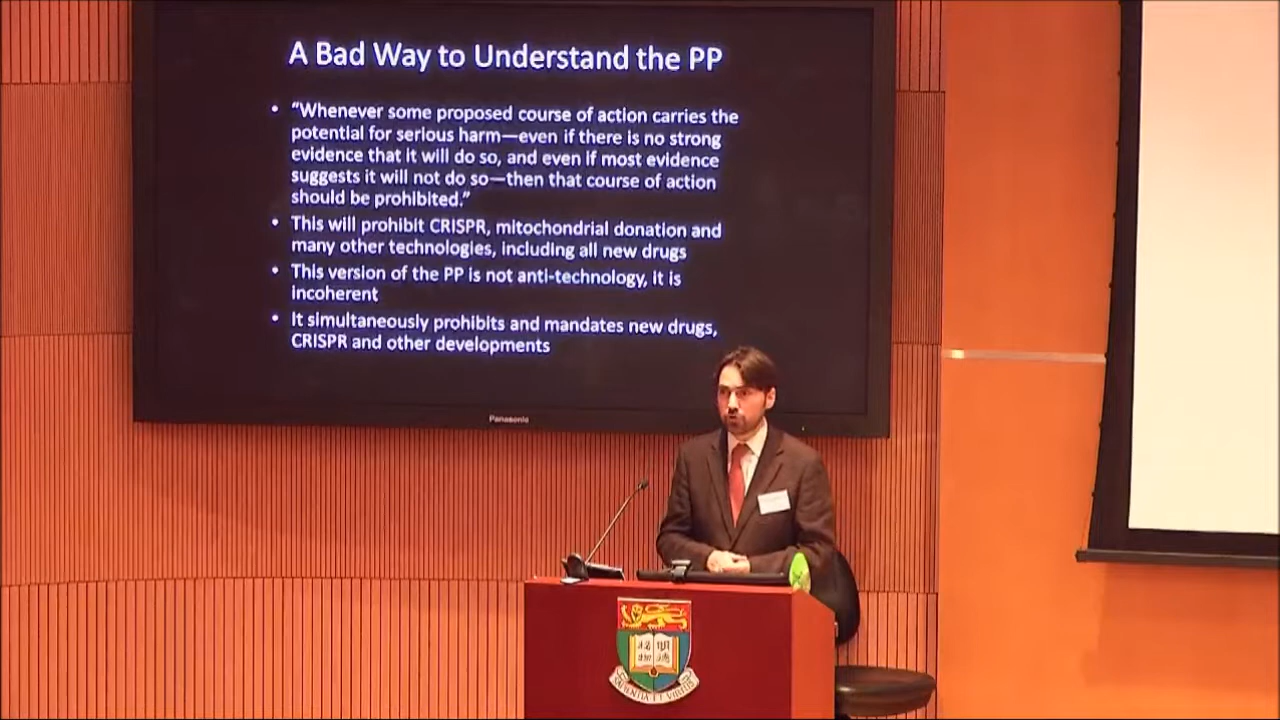 A Bad Way to Understand the PP
• “Whenever some proposed course of action carries the
potential for serious harm—even if there is no strong
evidence that it will do so, and even if most evidence
suggests it will not do so—then that course of action
should be prohibited.”
• This will prohibit CRISPR, mitochondrial donation and
many other technologies, including all new drugs
• This version of the PP is not anti-technology, it is
incoherent
• It simultaneously prohibits and mandates new drugs,
CRISPR and other developments
Panasonic
SAPIENTIA ET VIRTUS